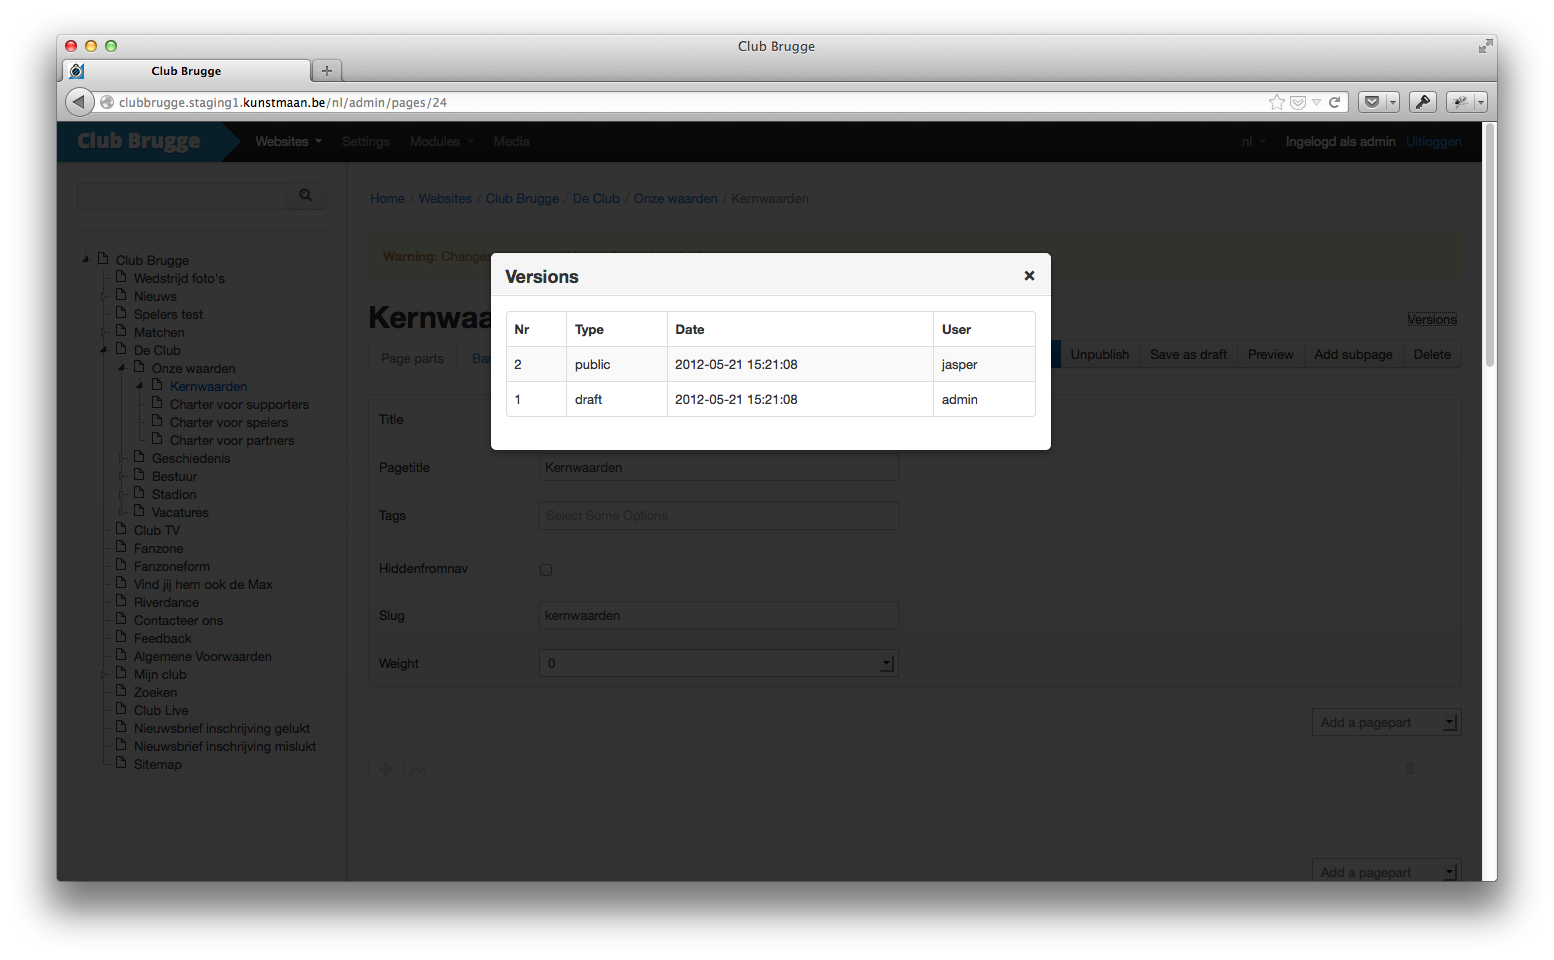 Club Brugge
Club Brugge
clubbrugge.staging1.kunstmaan.be/nl/admin/pages/24
Club Brugge Websites Settings Modules Media nl Ingelogd als admin Uitloggen
Home / Websites / Club Brugge / De Club / Onze waarden / Kernwaarden
Warning: Changes
Club Brugge
Wedstrijd foto's
Nieuws
Spelers test
Matchen
De Club
Onze waarden
Kernwaarden
Charter voor supporters
Charter voor spelers
Charter voor partners
Geschiedenis
Bestuur
Stadion
Vacatures
Club TV
Fanzone
Fanzoneform
Vind jij hem ook de Max
Riverdance
Contacteer ons
Feedback
Algemene Voorwaarden
Mijn club
Zoeken
Club Live
Nieuwsbrief inschrijving gelukt
Nieuwsbrief inschrijving mislukt
Sitemap
Kernwaa
Versions
Page parts Ba Unpublish Save as draft Preview Add subpage Delete
Versions ×
Nr Type Date User
2 public 2012-05-21 15:21:08 jasper
1 draft 2012-05-21 15:21:08 admin
Title
Pagetitle Kernwaarden
Tags Select Some Options
Hiddenfromnav
Slug kernwaarden
Weight 0
Add a pagepart
Line
Add a pagepart